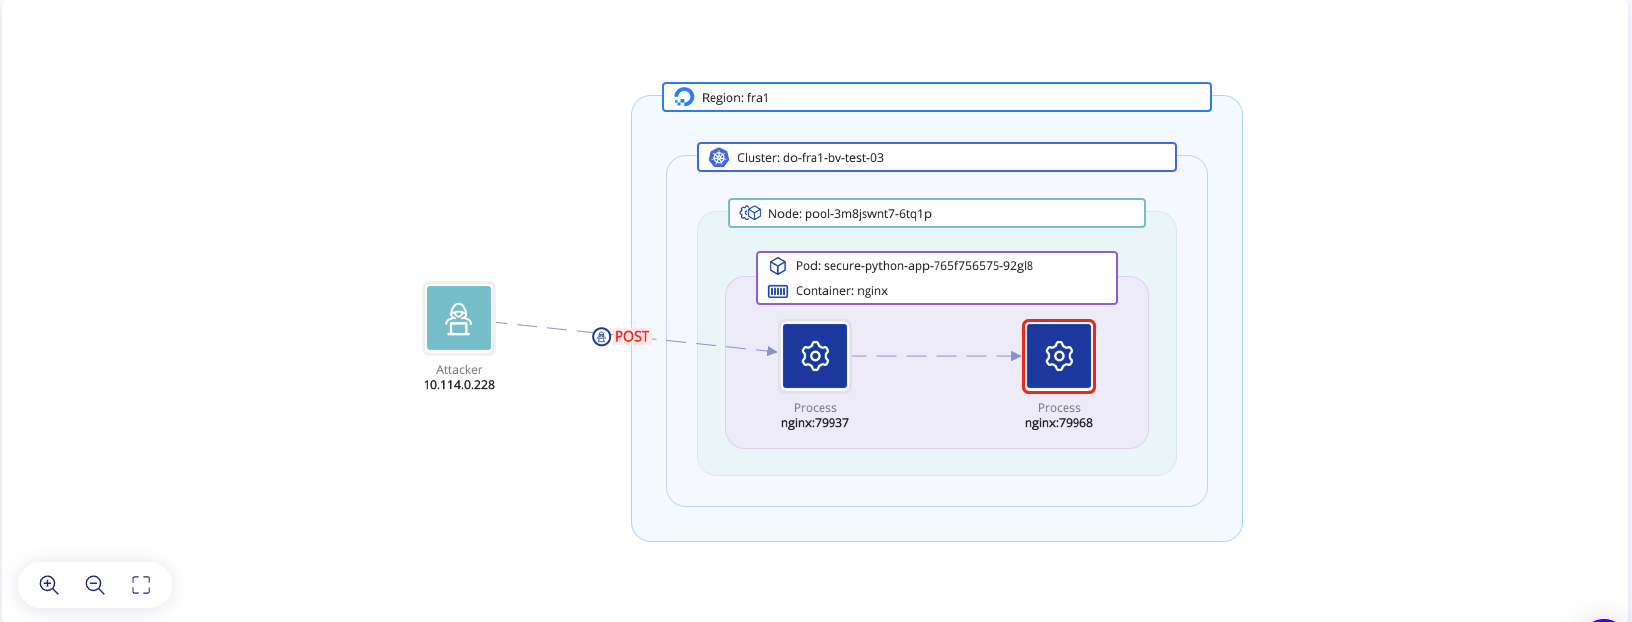 Region: fra1
Cluster: do-fra1-bv-test-03
Node: pool-3m8jswnt7-6tq1p
Pod: secure-python-app-765f756575-92gl8
Container: nginx
POST
Attacker
10.114.0.228
Process
nginx:79937
Process
nginx:79968